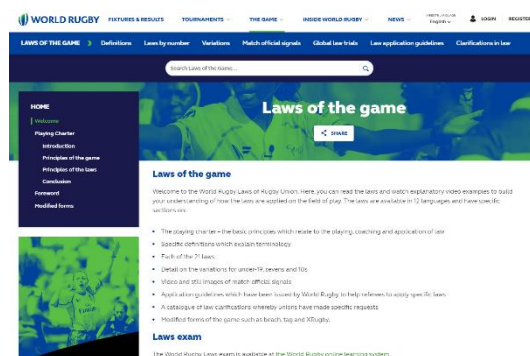 WORLD RUGBY FIXTURES & RESULTS TOURNAMENTS THE GAME INSIDE WORLD RUGBY NEWS English LOGIN REGISTER
LAWS OF THE GAME Definitions Laws by number Variations Match official signals Global law trials Law application guidelines Clarifications in law
Search Laws of the Game...
Laws of the game
SHARE
HOME
Welcome
Playing Charter
Introduction
Principles of the game
Principles of the laws
Conclusion
Foreword
Modified forms
Laws of the game
Welcome to the World Rugby Laws of Rugby Union. Here, you can read the laws and watch explanatory video examples to build
your understanding of how the laws are applied on the field of play. The laws are available in 12 languages and have specific
sections on:
• The playing charter – the basic principles which relate to the playing, coaching and application of law
• Specific definitions which explain terminology
• Each of the 21 laws
• Detail on the variations for under-19, sevens and 10s
• Video and still images of match official signals
• Application guidelines which have been issued by World Rugby to help referees to apply specific laws
• A catalogue of law clarifications whereby unions have made specific requests
• Modified forms of the game such as beach, tag and XRugby.
Laws exam
The World Rugby Laws exam is available at the World Rugby online learning system